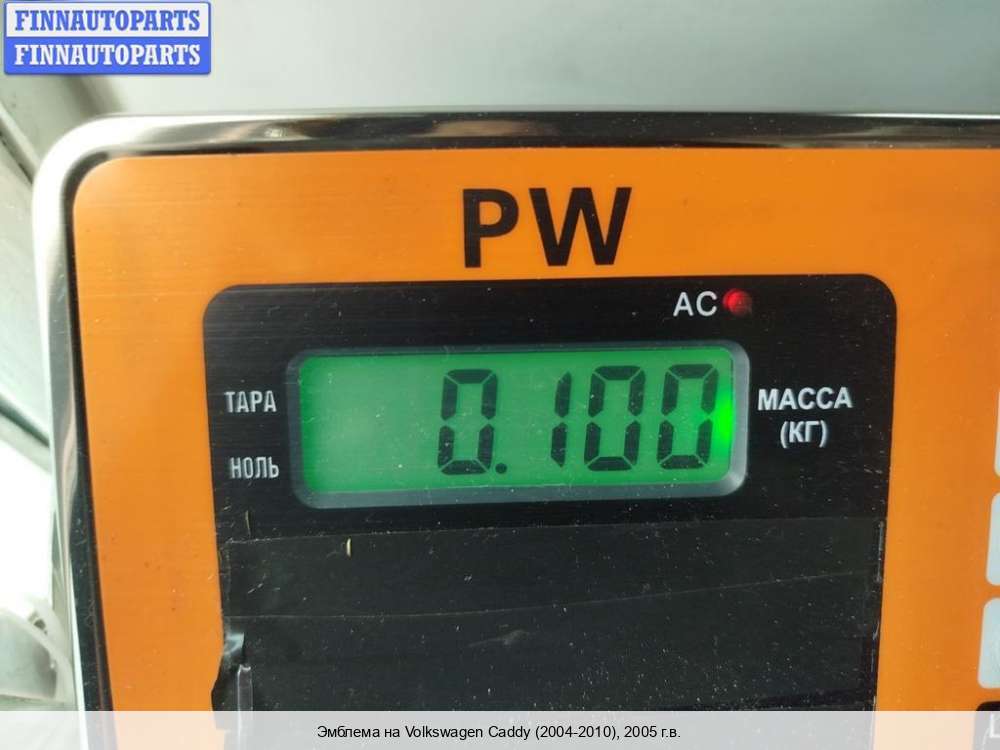 FINNAUTOPARTS
FINNAUTOPARTS
PW
AC
ТАРА
0.100
МАССА
(КГ)
НОЛЬ
Эмблема на Volkswagen Caddy (2004-2010), 2005 г.в.